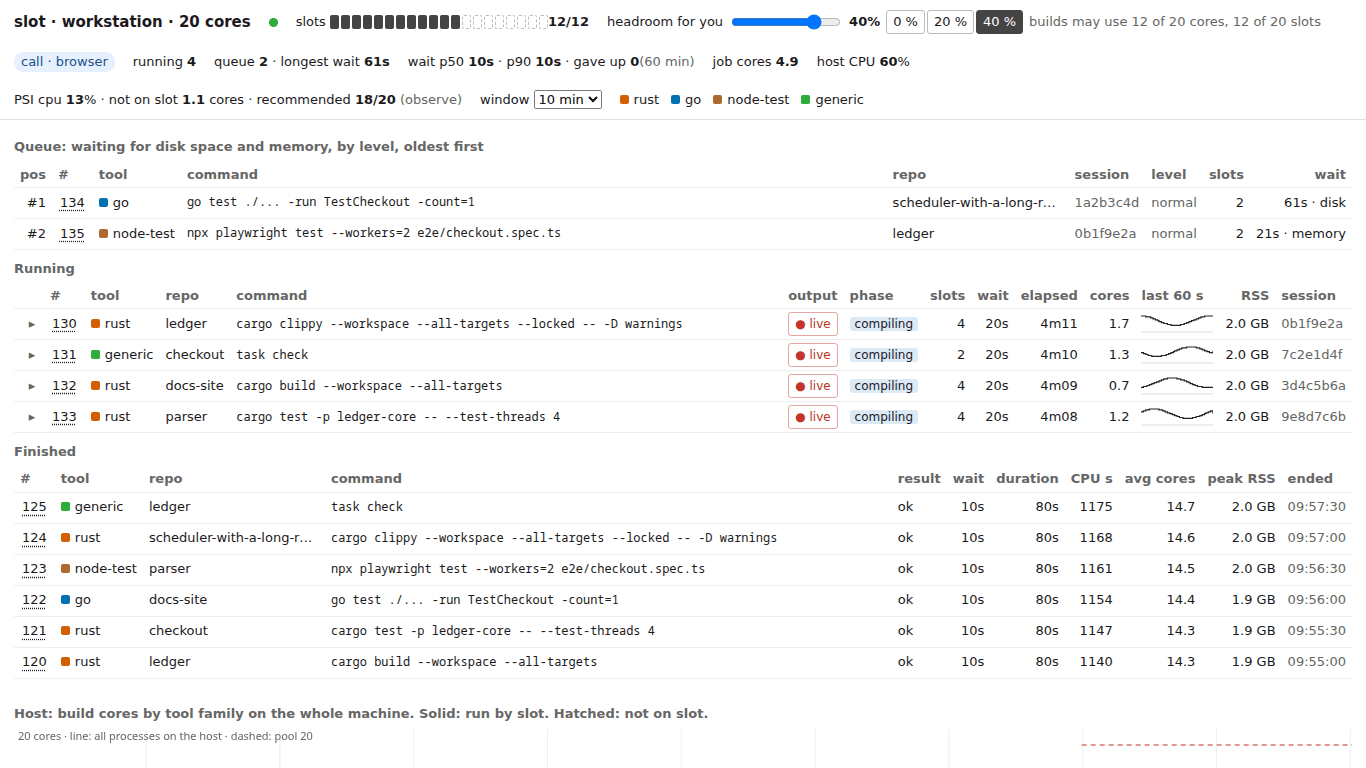 slot · workstation · 20 cores slots 12/12 headroom for you 40% 0 % 20 % 40 % builds may use 12 of 20 cores, 12 of 20 slots
call · browser running 4 queue 2 · longest wait 61s wait p50 10s · p90 10s · gave up 0(60 min) job cores 4.9 host CPU 60%
PSI cpu 13% · not on slot 1.1 cores · recommended 18/20 (observe) window 10 min rust go node-test generic
Queue: waiting for disk space and memory, by level, oldest first
pos # tool command repo session level slots wait
#1 134 go go test ./... -run TestCheckout -count=1 scheduler-with-a-long-r… 1a2b3c4d normal 2 61s · disk
#2 135 node-test npx playwright test --workers=2 e2e/checkout.spec.ts ledger 0b1f9e2a normal 2 21s · memory
Running
# tool repo command output phase slots wait elapsed cores last 60 s RSS session
▸ 130 rust ledger cargo clippy --workspace --all-targets --locked -- -D warnings ● live compiling 4 20s 4m11 1.7 2.0 GB 0b1f9e2a
▸ 131 generic checkout task check ● live compiling 2 20s 4m10 1.3 2.0 GB 7c2e1d4f
▸ 132 rust docs-site cargo build --workspace --all-targets ● live compiling 4 20s 4m09 0.7 2.0 GB 3d4c5b6a
▸ 133 rust parser cargo test -p ledger-core -- --test-threads 4 ● live compiling 4 20s 4m08 1.2 2.0 GB 9e8d7c6b
Finished
# tool repo command result wait duration CPU s avg cores peak RSS ended
125 generic ledger task check ok 10s 80s 1175 14.7 2.0 GB 09:57:30
124 rust scheduler-with-a-long-r… cargo clippy --workspace --all-targets --locked -- -D warnings ok 10s 80s 1168 14.6 2.0 GB 09:57:00
123 node-test parser npx playwright test --workers=2 e2e/checkout.spec.ts ok 10s 80s 1161 14.5 2.0 GB 09:56:30
122 go docs-site go test ./... -run TestCheckout -count=1 ok 10s 80s 1154 14.4 1.9 GB 09:56:00
121 rust checkout cargo test -p ledger-core -- --test-threads 4 ok 10s 80s 1147 14.3 1.9 GB 09:55:30
120 rust ledger cargo build --workspace --all-targets ok 10s 80s 1140 14.3 1.9 GB 09:55:00
Host: build cores by tool family on the whole machine. Solid: run by slot. Hatched: not on slot.
20 cores · line: all processes on the host · dashed: pool 20